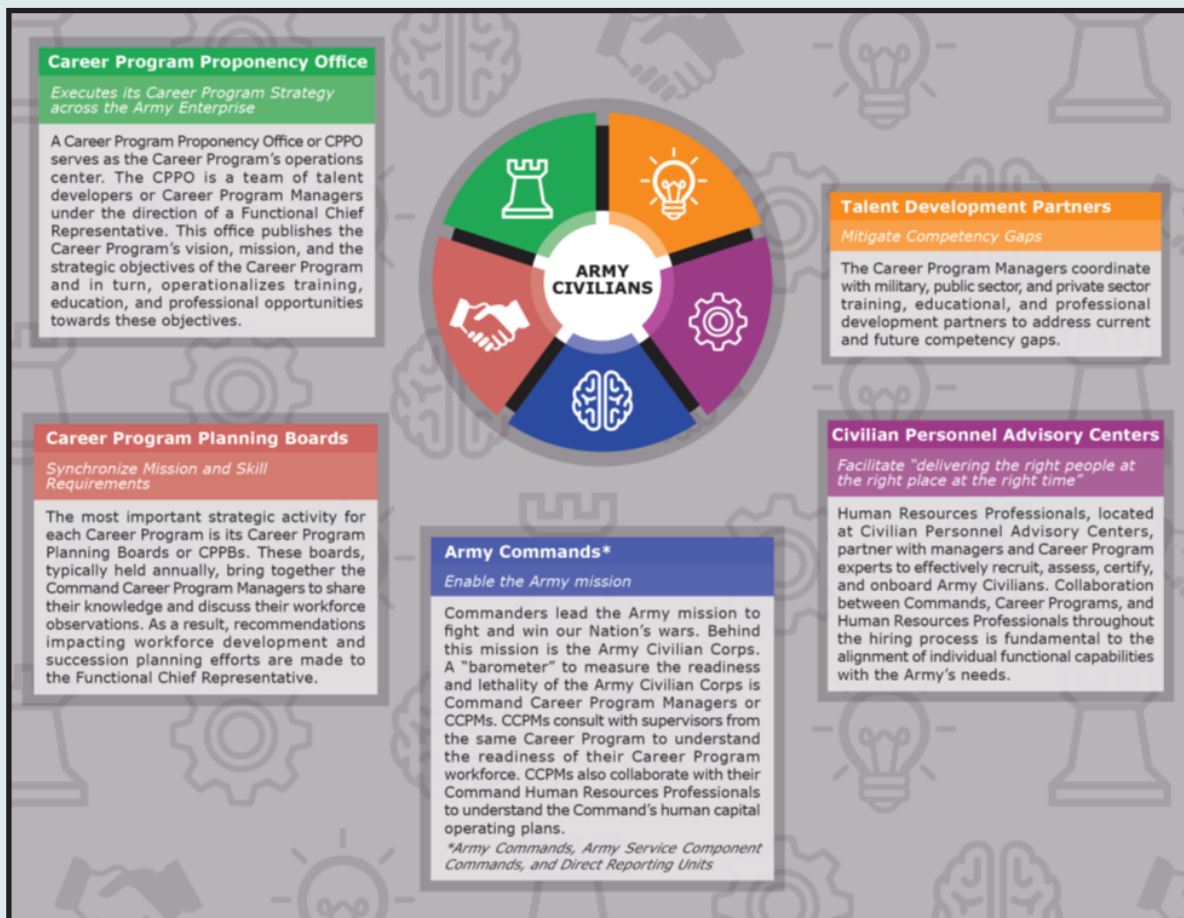 Career Program Proponency Office
Executes its Career Program Strategy
across the Army Enterprise
A Career Program Proponency Office or CPPO
serves as the Career Program's operations
center. The CPPO is a team of talent
developers or Career Program Managers
under the direction of a Functional Chief
Representative. This office publishes the
Career Program's vision, mission, and the
strategic objectives of the Career Program
and in turn, operationalizes training,
education, and professional opportunities
towards these objectives.
ARMY
CIVILIANS
Talent Development Partners
Mitigate Competency Gaps
The Career Program Managers coordinate
with military, public sector, and private sector
training, educational, and professional
development partners to address current
and future competency gaps.
Career Program Planning Boards
Synchronize Mission and Skill
Requirements
The most important strategic activity for
each Career Program is its Career Program
Planning Boards or CPPBs. These boards,
typically held annually, bring together the
Command Career Program Managers to share
their knowledge and discuss their workforce
observations. As a result, recommendations
impacting workforce development and
succession planning efforts are made to
the Functional Chief Representative.
Army Commands*
Enable the Army mission
Commanders lead the Army mission to
fight and win our Nation's wars. Behind
this mission is the Army Civilian Corps.
A "barometer" to measure the readiness
and lethality of the Army Civilian Corps is
Command Career Program Managers or
CCPMs. CCPMs consult with supervisors from
the same Career Program to understand
the readiness of their Career Program
workforce. CCPMs also collaborate with their
Command Human Resources Professionals
to understand the Command's human capital
operating plans.
*Army Commands, Army Service Component
Commands, and Direct Reporting Units
Civilian Personnel Advisory Centers
Facilitate "delivering the right people at
the right place at the right time"
Human Resources Professionals, located
at Civilian Personnel Advisory Centers,
partner with managers and Career Program
experts to effectively recruit, assess, certify,
and onboard Army Civilians. Collaboration
between Commands, Career Programs, and
Human Resources Professionals throughout
the hiring process is fundamental to the
alignment of individual functional capabilities
with the Army's needs.